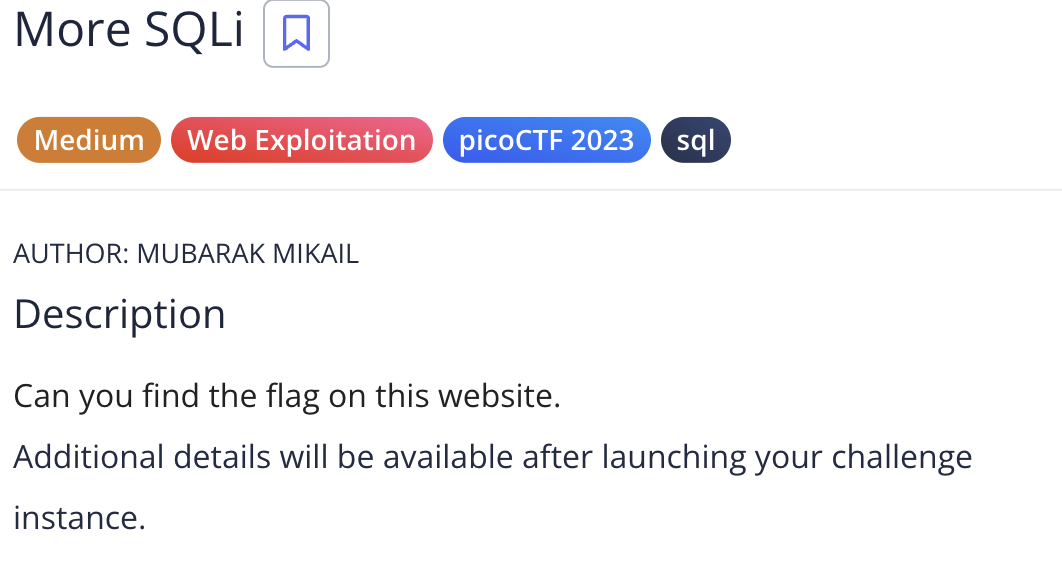 More SQLi
Medium Web Exploitation picoCTF 2023 sql
AUTHOR: MUBARAK MIKAIL
Description
Can you find the flag on this website.
Additional details will be available after launching your challenge
instance.